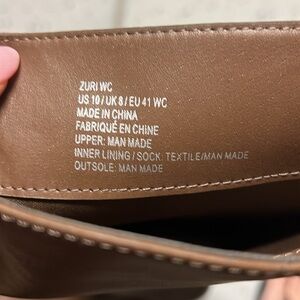 ZURI WC
US 10 / UK 8 / EU 41 WC
MADE IN CHINA
FABRIQUÉ EN CHINE
UPPER: MAN MADE
INNER LINING / SOCK: TEXTILE/MAN MADE
OUTSOLE: MAN MADE